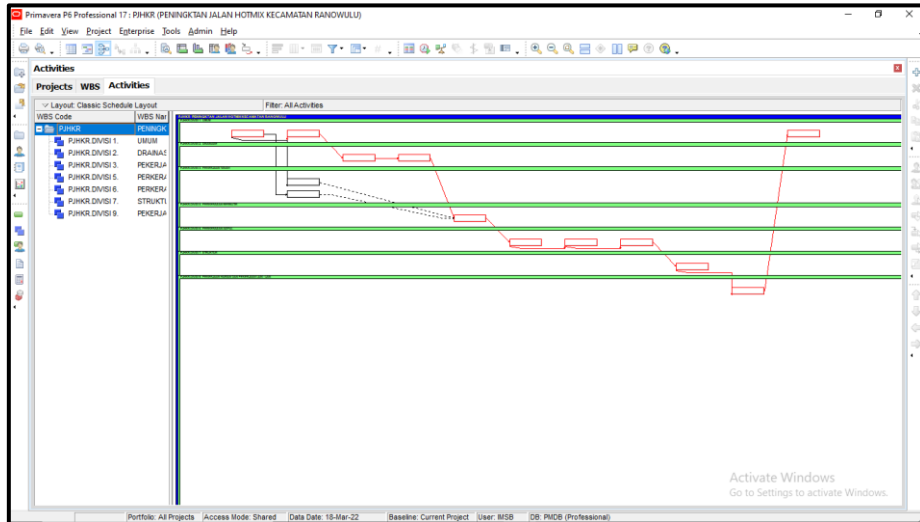 Primavera P6 Professional 17 : PJHKR (PENINGKTAN JALAN HOTMIX KECAMATAN RANOWULU)
File Edit View Project Enterprise Tools Admin Help
Activities
Projects WBS Activities
Layout: Classic Schedule Layout Filter: All Activities
WBS Code WBS Nar
PJHKR PENINGK
PJHKR.DIVISI 1. UMUM
PJHKR.DIVISI 2. DRAINAS
PJHKR.DIVISI 3. PEKERJA
PJHKR.DIVISI 5. PERKERA
PJHKR.DIVISI 6. PERKERA
PJHKR.DIVISI 7. STRUKTU
PJHKR.DIVISI 9. PEKERJA
Activate Windows
Go to Settings to activate Windows.
Portfolio: All Projects Access Mode: Shared Data Date: 18-Mar-22 Baseline: Current Project User: IMSB DB: PMDB (Professional)